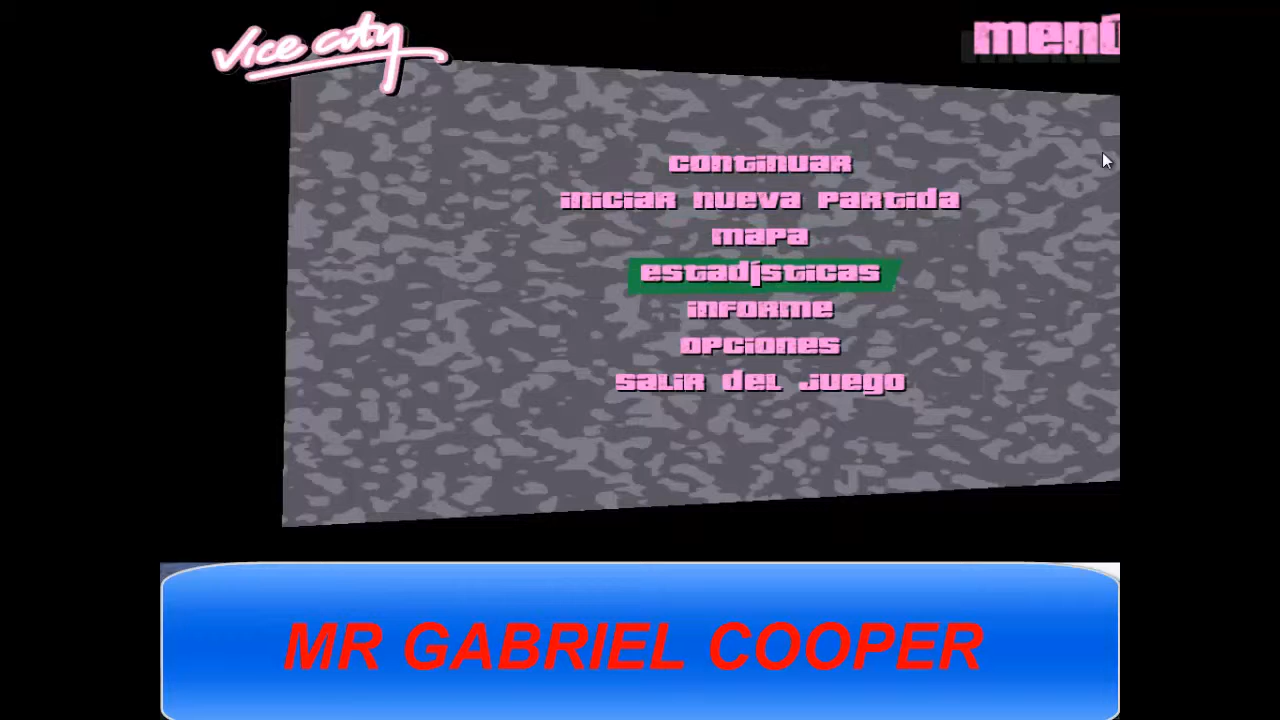 vice city
menú
continuar
iniciar nueva partida
mapa
estadísticas
informe
opciones
salir del juego
MR GABRIEL COOPER